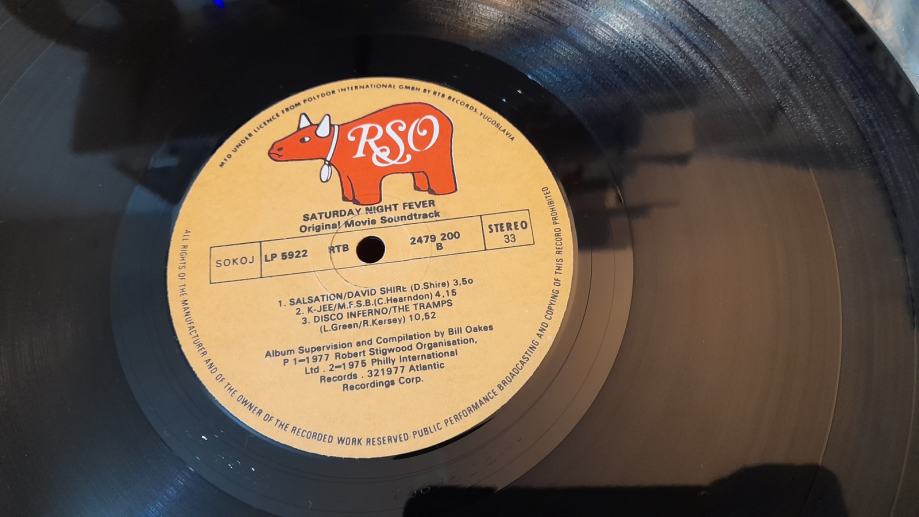 MFD UNDER LICENCE FROM POLYDOR INTERNATIONAL GMBH.BY RTB RECORDS.YUGOSLAVIA
RSO
SATURDAY NIGHT FEVER
Original Movie Soundtrack
SOKOJ LP 5922 RTB 2479 200 STEREO
B 33
1. SALSATION/DAVID SHIRE (D.Shire) 3,50
2. K-JEE/M.F.S.B.(C.Hearndon) 4,15
3. DISCO INFERNO/THE TRAMPS
(L.Green/R.Kersey) 10,52
Album Supervision and Compilation by Bill Oakes
P 1—1977 Robert Stigwood Organisation,
Ltd . 2—1975 Philly International
Records . 321977 Atlantic
Recordings Corp.
ALL RIGHTS OF THE MANUFACTURER AND OF THE OWNER OF THE RECORDED WORK RESERVED·PUBLIC PERFORMANCE BROADCASTING AND COPYING OF THIS RECORD PROHIBITED